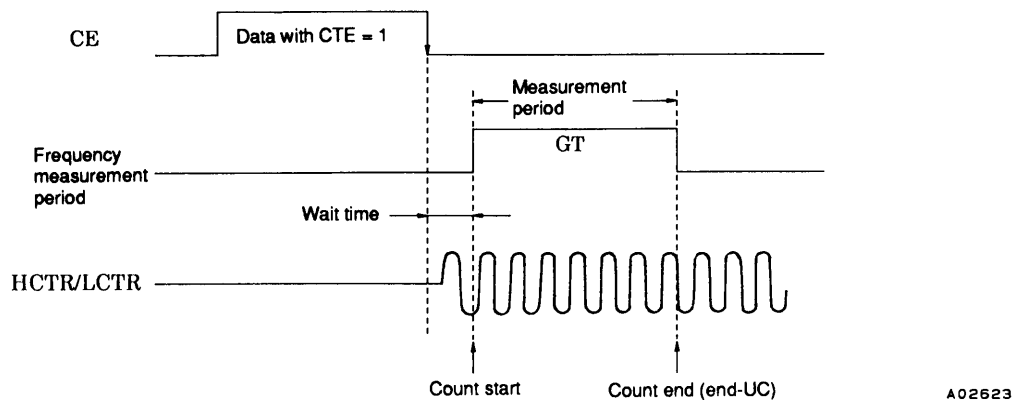 CE
Data with CTE = 1
Measurement
period
GT
Frequency
measurement
period
Wait time
HCTR/LCTR
Count start
Count end (end-UC)
A02623